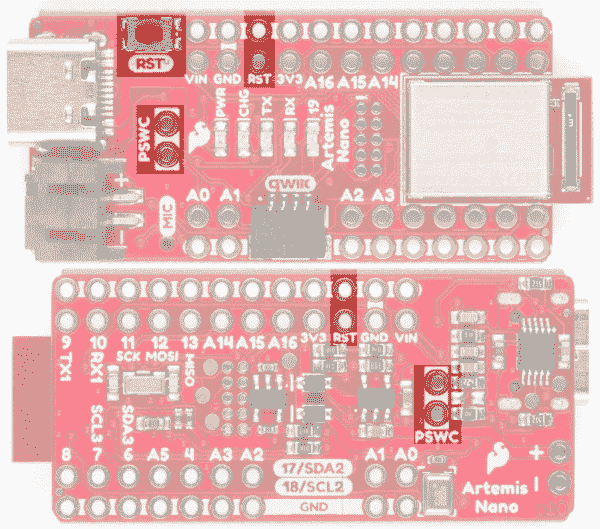 RST
VIN GND RST 3V3 A16 A15 A14
PSWC
PWR
CHG
TX
RX
19
Artemis
Nano
qwiic
A0 A1 A2 A3
MIC
+
3V3 RST GND VIN
9 10 11 12 13 A14 A15 A16
TX1 RX1 SCK MOSI MISO
SCL3 SDA3
PSWC
8 7 6 A5 4 A3 A2 17/SDA2 A1 A0
18/SCL2
GND
Artemis
Nano
+